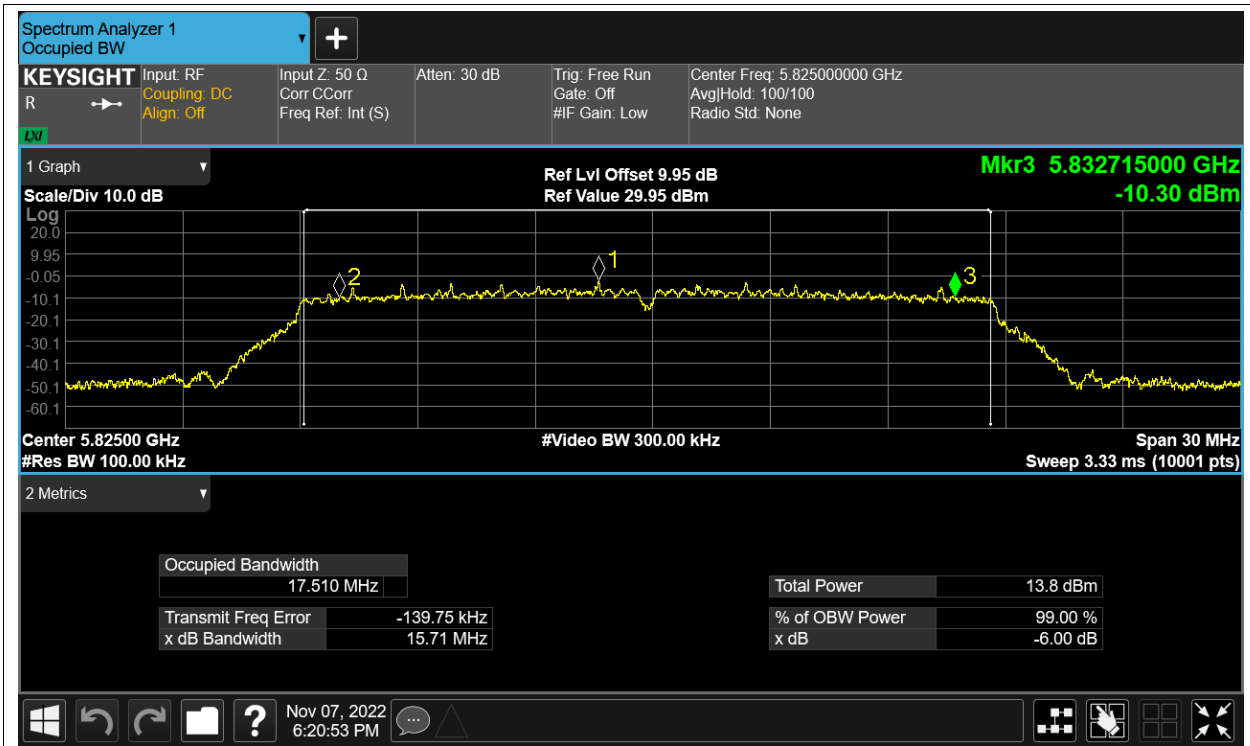 Spectrum Analyzer 1
Occupied BW
KEYSIGHT
R
LXI
Input: RF
Coupling: DC
Align: Off
Input Z: 50 Ω
Corr CCorr
Freq Ref: Int (S)
Atten: 30 dB
Trig: Free Run
Gate: Off
#IF Gain: Low
Center Freq: 5.825000000 GHz
Avg|Hold: 100/100
Radio Std: None
1 Graph
Scale/Div 10.0 dB
Ref Lvl Offset 9.95 dB
Ref Value 29.95 dBm
Mkr3 5.832715000 GHz
-10.30 dBm
Log
20.0
9.95
-0.05
-10.1
-20.1
-30.1
-40.1
-50.1
-60.1
2
1
3
Center 5.82500 GHz
#Video BW 300.00 kHz
Span 30 MHz
#Res BW 100.00 kHz
Sweep 3.33 ms (10001 pts)
2 Metrics
Occupied Bandwidth
17.510 MHz
Transmit Freq Error -139.75 kHz
x dB Bandwidth 15.71 MHz
Total Power 13.8 dBm
% of OBW Power 99.00 %
x dB -6.00 dB
?
Nov 07, 2022
6:20:53 PM